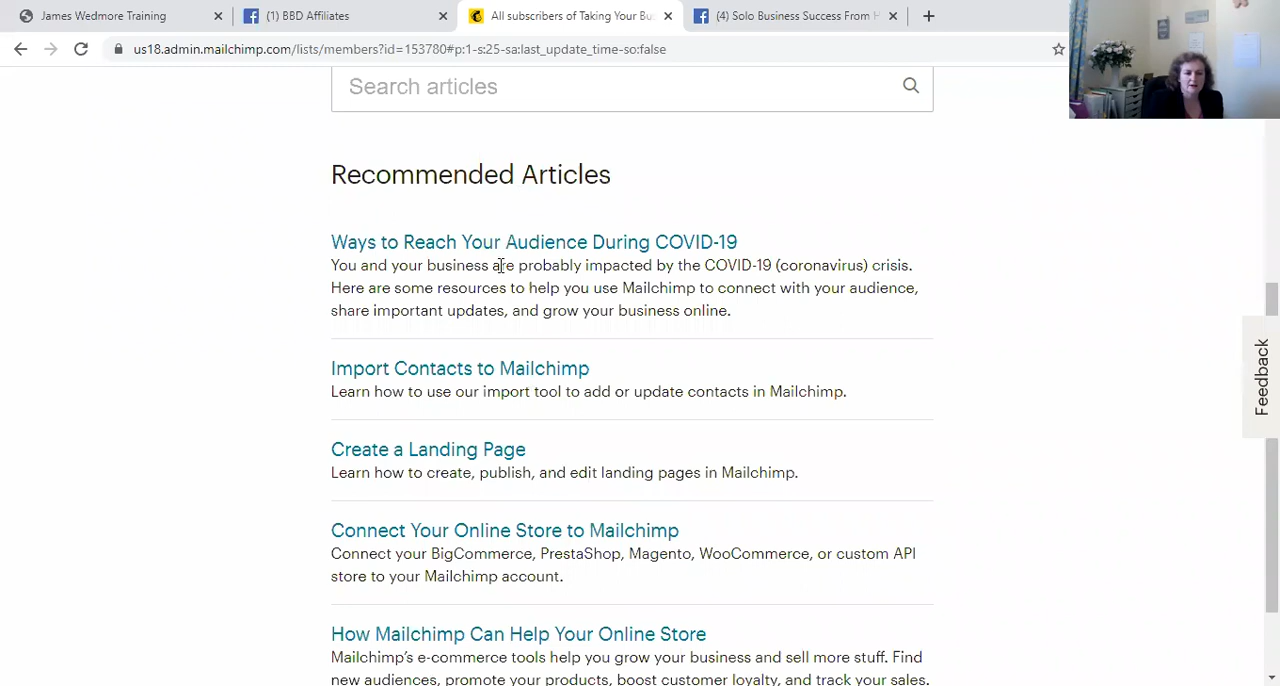 James Wedmore Training
(1) BBD Affiliates
All subscribers of Taking Your Bu
(4) Solo Business Success From H
us18.admin.mailchimp.com/lists/members?id=153780#p:1-s:25-sa:last_update_time-so:false
Search articles
Recommended Articles
Ways to Reach Your Audience During COVID-19
You and your business are probably impacted by the COVID-19 (coronavirus) crisis.
Here are some resources to help you use Mailchimp to connect with your audience,
share important updates, and grow your business online.
Import Contacts to Mailchimp
Learn how to use our import tool to add or update contacts in Mailchimp.
Create a Landing Page
Learn how to create, publish, and edit landing pages in Mailchimp.
Connect Your Online Store to Mailchimp
Connect your BigCommerce, PrestaShop, Magento, WooCommerce, or custom API
store to your Mailchimp account.
How Mailchimp Can Help Your Online Store
Mailchimp's e-commerce tools help you grow your business and sell more stuff. Find
new audiences, promote your products, boost customer loyalty, and track your sales.
Feedback